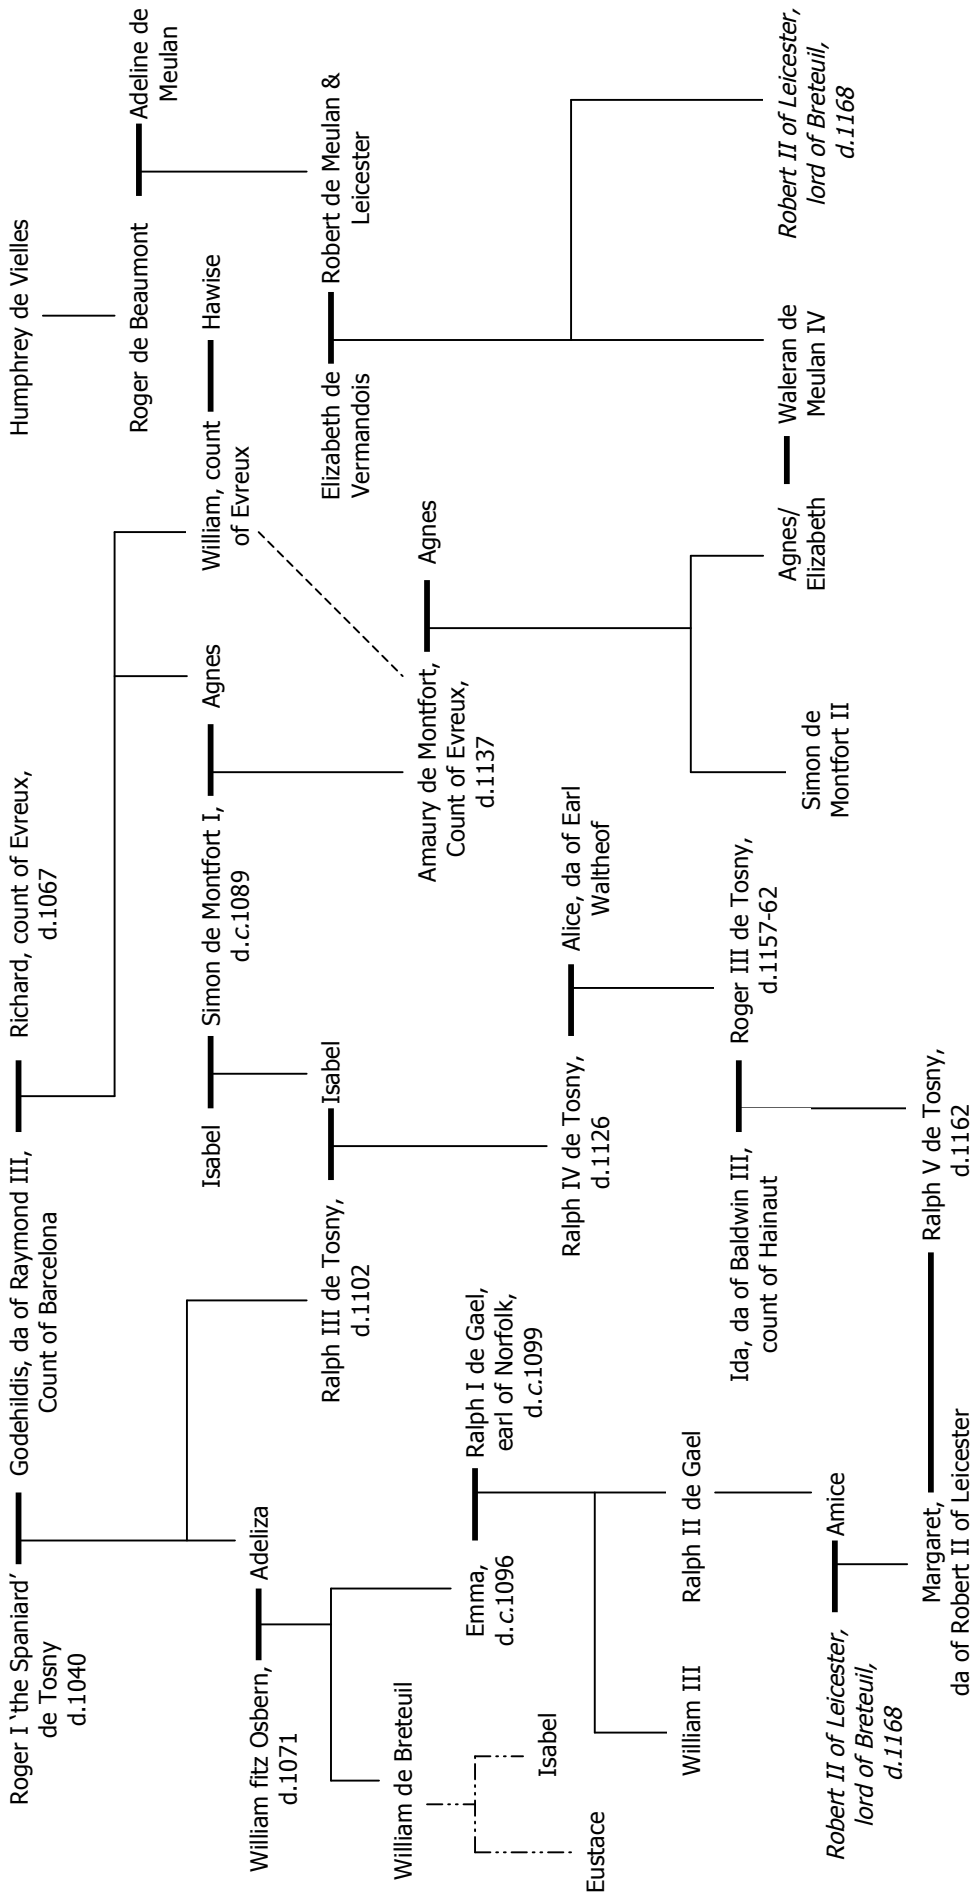 Roger I ‘the Spaniard’
de Tosny
d.1040
Godehildis, da of Raymond III,
Count of Barcelona
Richard, count of Evreux,
d.1067
Humphrey de Vielles
Roger de Beaumont
Adeline de
Meulan
William fitz Osbern,
d.1071
Adeliza
Isabel
Simon de Montfort I,
d.c.1089
Agnes
William, count
of Evreux
Hawise
Ralph III de Tosny,
d.1102
Isabel
Elizabeth de
Vermandois
Robert de Meulan &
Leicester
William de Breteuil
Emma,
d.c.1096
Ralph I de Gael,
earl of Norfolk,
d.c.1099
Amaury de Montfort,
Count of Evreux,
d.1137
Agnes
Eustace
Isabel
Ralph IV de Tosny,
d.1126
Alice, da of Earl
Waltheof
William III
Ralph II de Gael
Ida, da of Baldwin III,
count of Hainaut
Roger III de Tosny,
d.1157-62
Simon de
Montfort II
Agnes/
Elizabeth
Waleran de
Meulan IV
Robert II of Leicester,
lord of Breteuil,
d.1168
Robert II of Leicester,
lord of Breteuil,
d.1168
Amice
Margaret,
da of Robert II of Leicester
Ralph V de Tosny,
d.1162